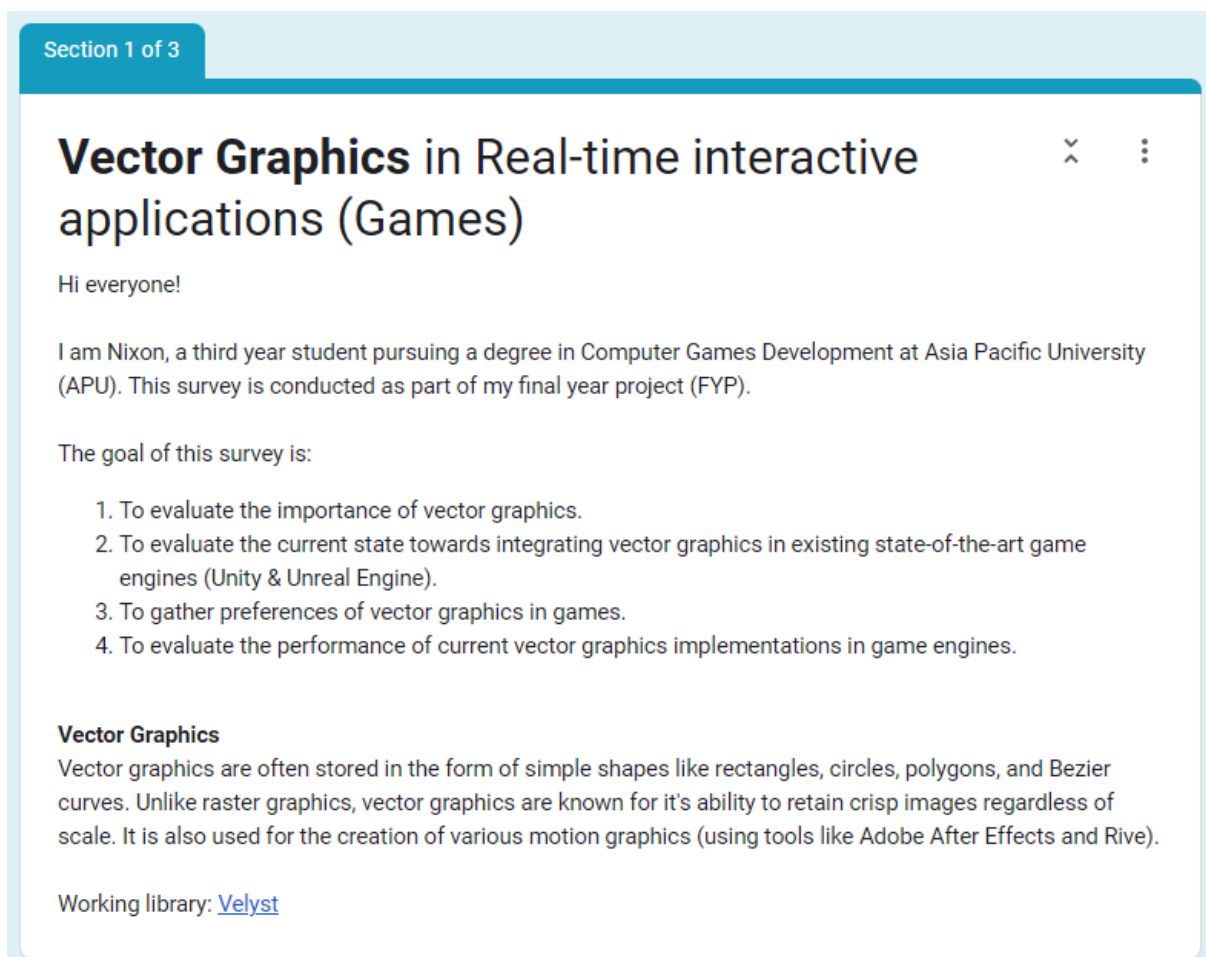 Section 1 of 3
Vector Graphics in Real-time interactive
applications (Games)
Hi everyone!
I am Nixon, a third year student pursuing a degree in Computer Games Development at Asia Pacific University
(APU). This survey is conducted as part of my final year project (FYP).
The goal of this survey is:
1. To evaluate the importance of vector graphics.
2. To evaluate the current state towards integrating vector graphics in existing state-of-the-art game
engines (Unity & Unreal Engine).
3. To gather preferences of vector graphics in games.
4. To evaluate the performance of current vector graphics implementations in game engines.
Vector Graphics
Vector graphics are often stored in the form of simple shapes like rectangles, circles, polygons, and Bezier
curves. Unlike raster graphics, vector graphics are known for it's ability to retain crisp images regardless of
scale. It is also used for the creation of various motion graphics (using tools like Adobe After Effects and Rive).
Working library: Velyst